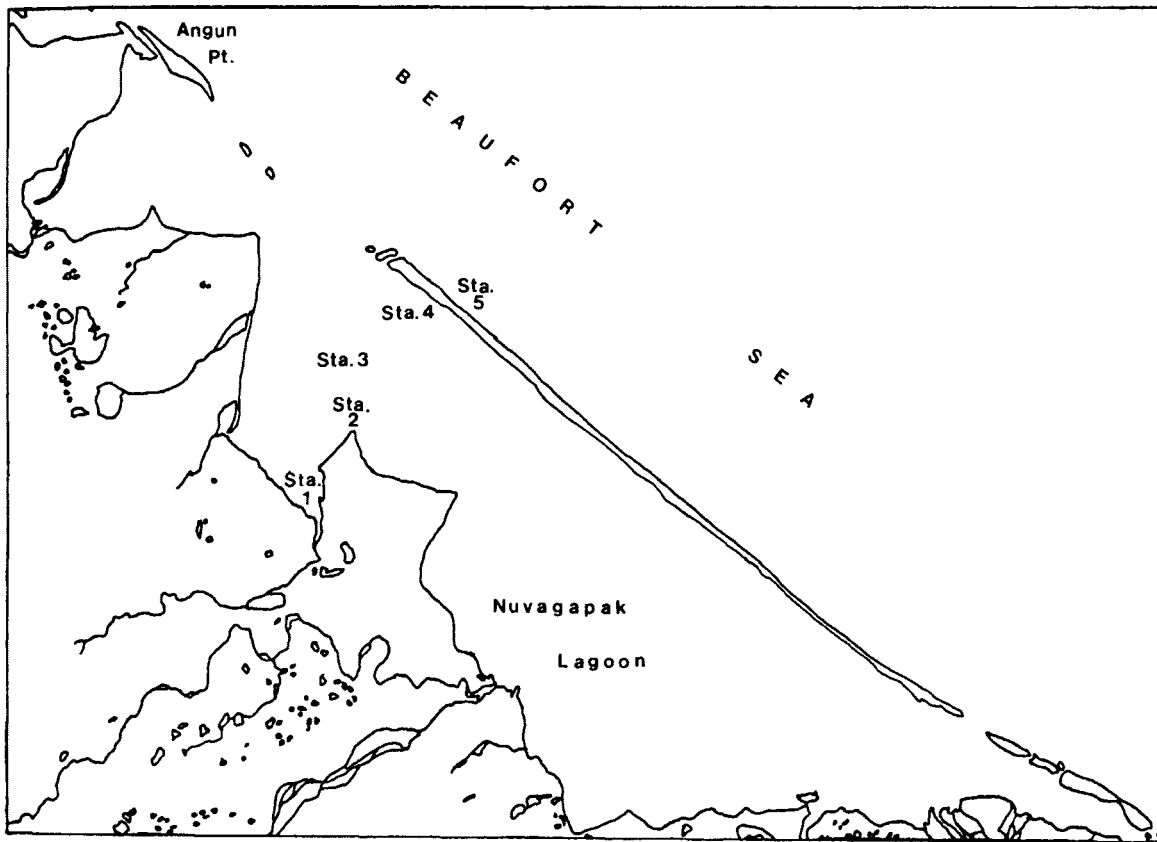 Angun
Pt.
BEAUFORT
SEA
Sta.
5
Sta. 4
Sta. 3
Sta.
2
Sta.
1
Nuvagapak
Lagoon